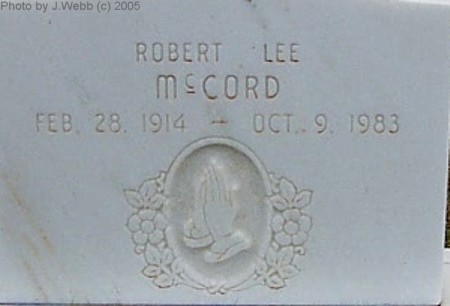 Photo by J.Webb (c) 2005
ROBERT LEE
McCORD
FEB. 28. 1914 - OCT. 9. 1983